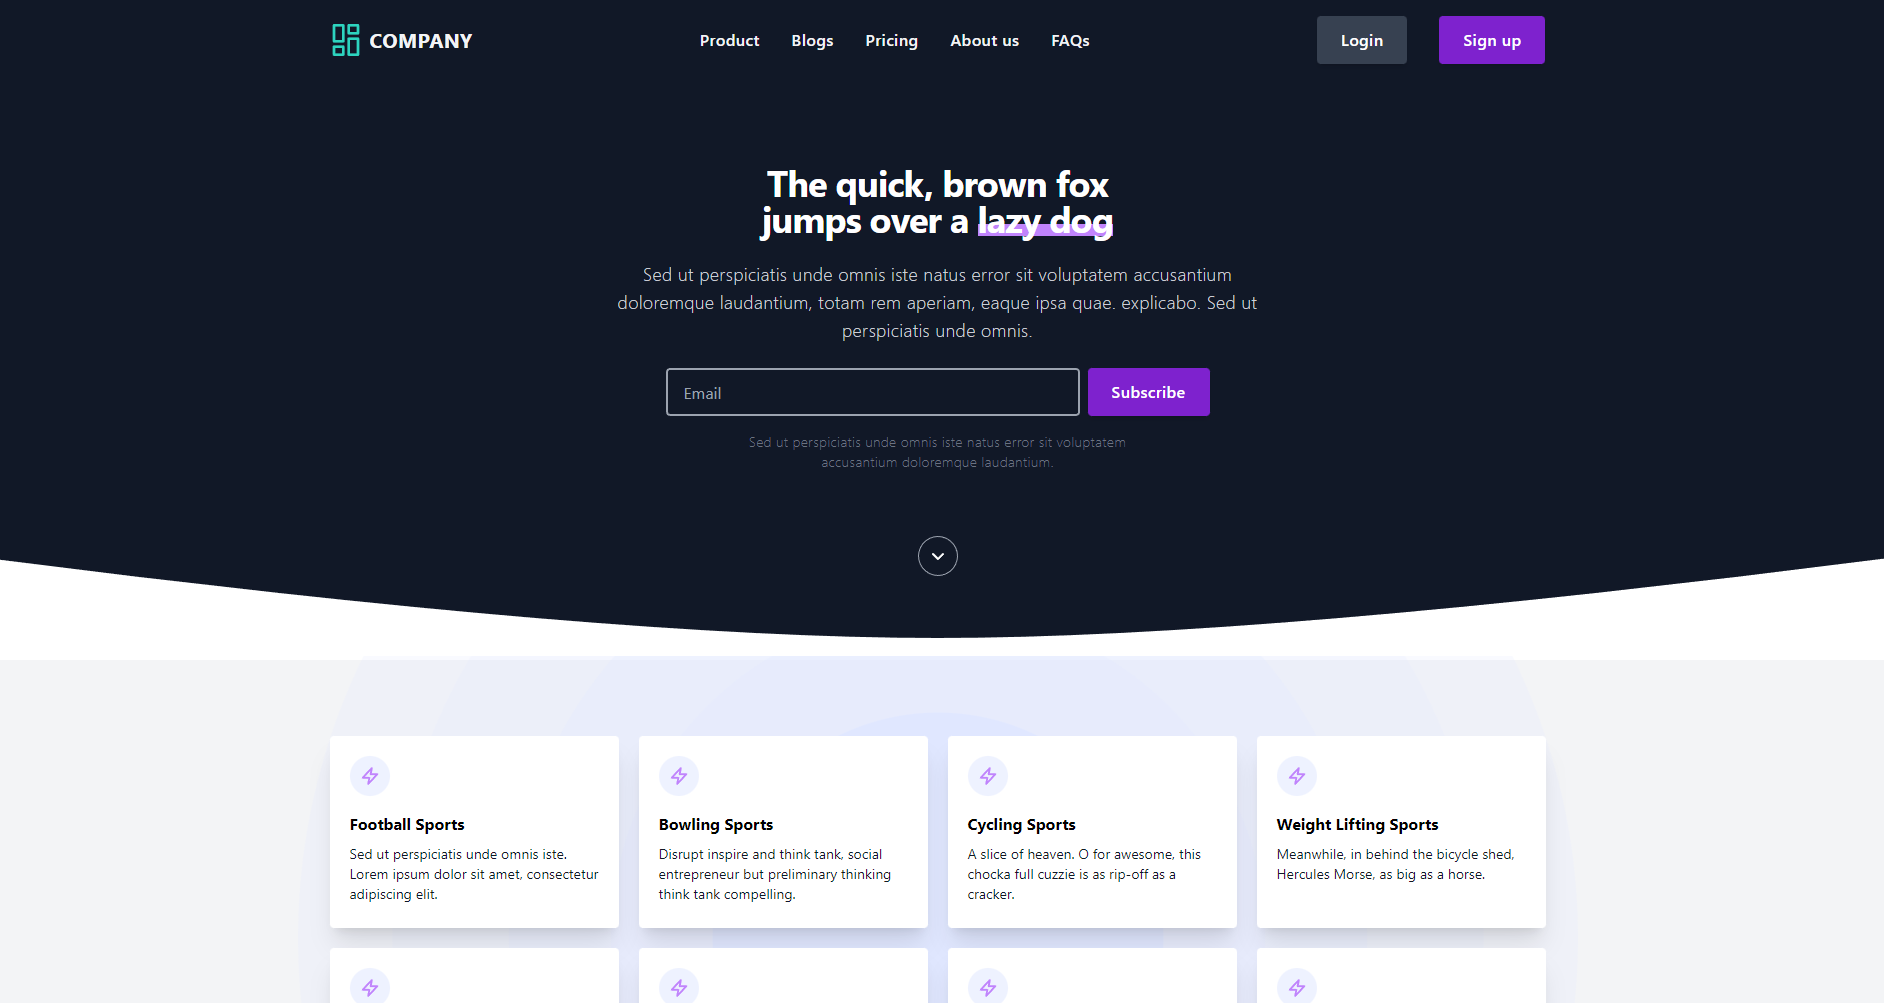 COMPANY
Product
Blogs
Pricing
About us
FAQs
Login
Sign up
The quick, brown fox
jumps over a lazy dog
Sed ut perspiciatis unde omnis iste natus error sit voluptatem accusantium
doloremque laudantium, totam rem aperiam, eaque ipsa quae. explicabo. Sed ut
perspiciatis unde omnis.
Email
Subscribe
Sed ut perspiciatis unde omnis iste natus error sit voluptatem
accusantium doloremque laudantium.
Football Sports
Sed ut perspiciatis unde omnis iste.
Lorem ipsum dolor sit amet, consectetur
adipiscing elit.
Bowling Sports
Disrupt inspire and think tank, social
entrepreneur but preliminary thinking
think tank compelling.
Cycling Sports
A slice of heaven. O for awesome, this
chocka full cuzzie is as rip-off as a
cracker.
Weight Lifting Sports
Meanwhile, in behind the bicycle shed,
Hercules Morse, as big as a horse.